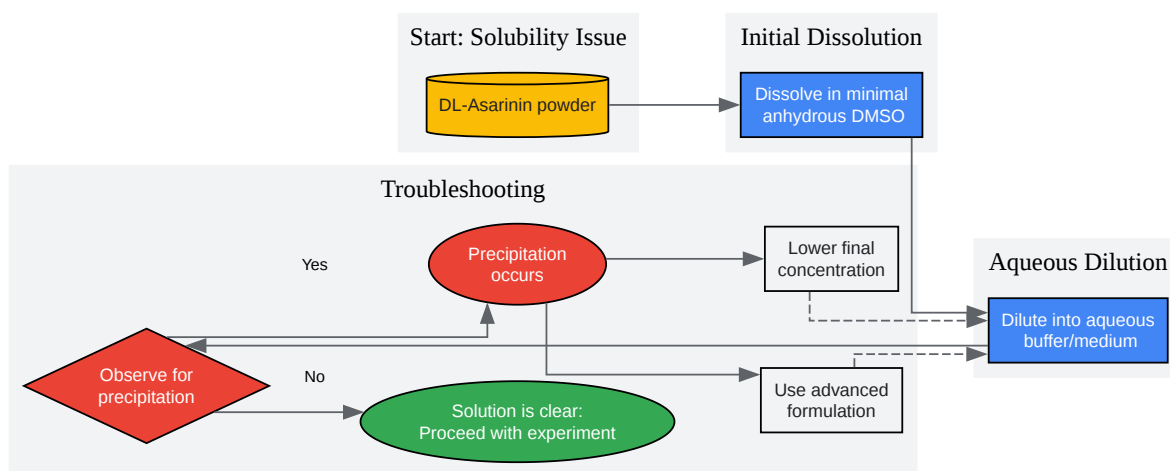 Start: Solubility Issue
DL-Asarinin powder
Initial Dissolution
Dissolve in minimal
anhydrous DMSO
Troubleshooting
Yes
Precipitation
occurs
Lower final
concentration
Aqueous Dilution
Dilute into aqueous
buffer/medium
Observe for
precipitation
No
Solution is clear:
Proceed with experiment
Use advanced
formulation